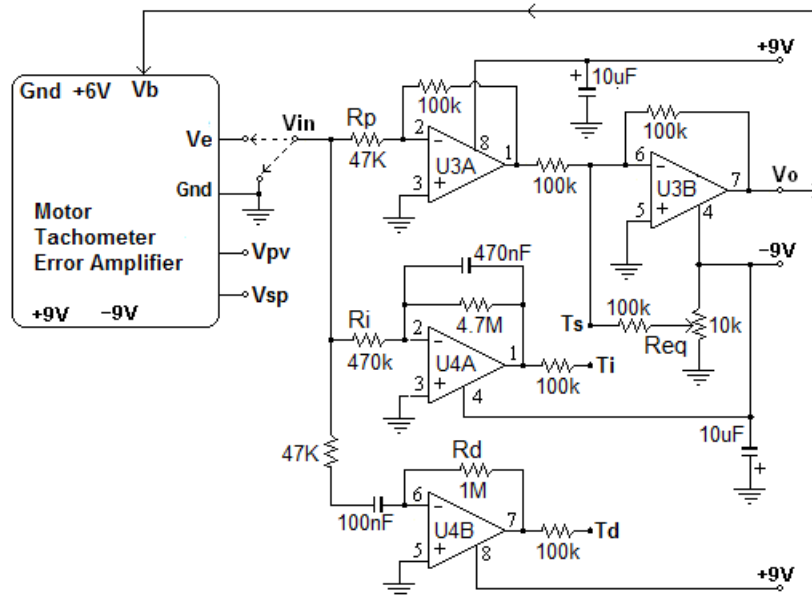 Gnd +6V Vb
Ve
Gnd
Motor
Tachometer
Error Amplifier
Vpv
Vsp
+9V −9V
Vin
Rp
47K
100k
2
−
3
+
U3A
8
1
+
10uF
+9V
100k
100k
6
−
5
+
U3B
7
4
Vo
−9V
470nF
4.7M
Ri
470k
2
−
3
+
U4A
1
4
100k
Ti
Ts
100k
Req
10k
10uF
+
47K
100nF
Rd
1M
6
−
5
+
U4B
7
8
100k
Td
+9V